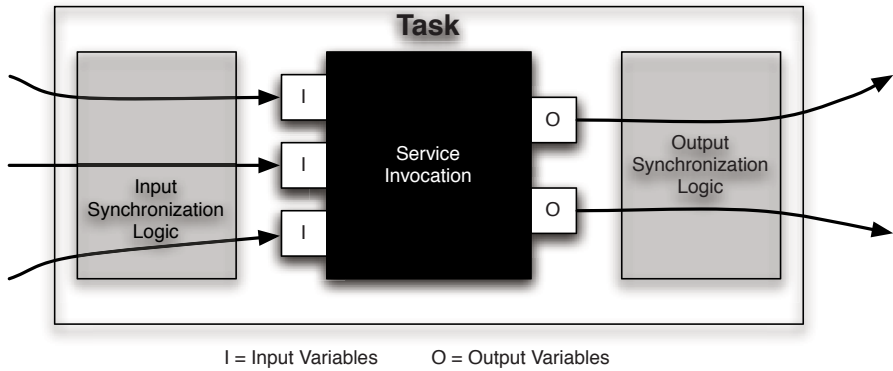 Task
I
I
I
Input
Synchronization
Logic
Service
Invocation
O
O
Output
Synchronization
Logic
I = Input Variables
O = Output Variables